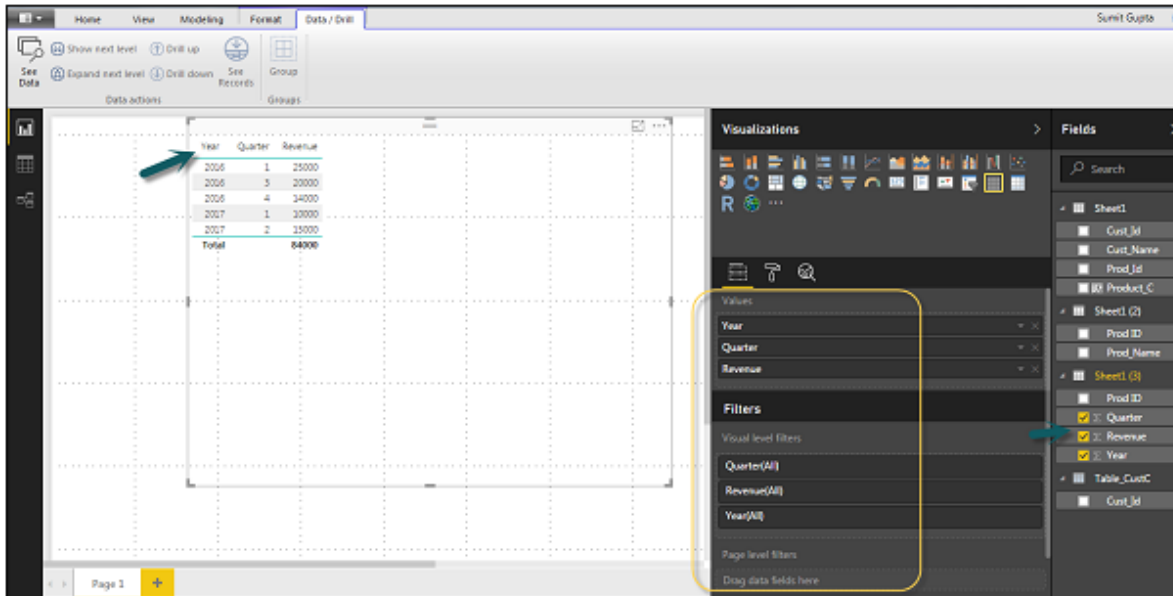 Home View Modeling Format Data / Drill Sumit Gupta
See Data
Show next level Drill up
Expand next level Drill down
See Records
Group
Data actions Groups
Year Quarter Revenue
2016 1 25000
2016 3 20000
2016 4 14000
2017 1 10000
2017 2 15000
Total 84000
Page 1 +
Visualizations
R
Values
Year
Quarter
Revenue
Filters
Visual level filters
Quarter(All)
Revenue(All)
Year(All)
Page level filters
Drag data fields here
Fields
Search
Sheet1
Cust_Id
Cust_Name
Prod_Id
Product_C
Sheet1 (2)
Prod ID
Prod_Name
Sheet1 (3)
Prod ID
Σ Quarter
Σ Revenue
Σ Year
Table_CustC
Cust_Id